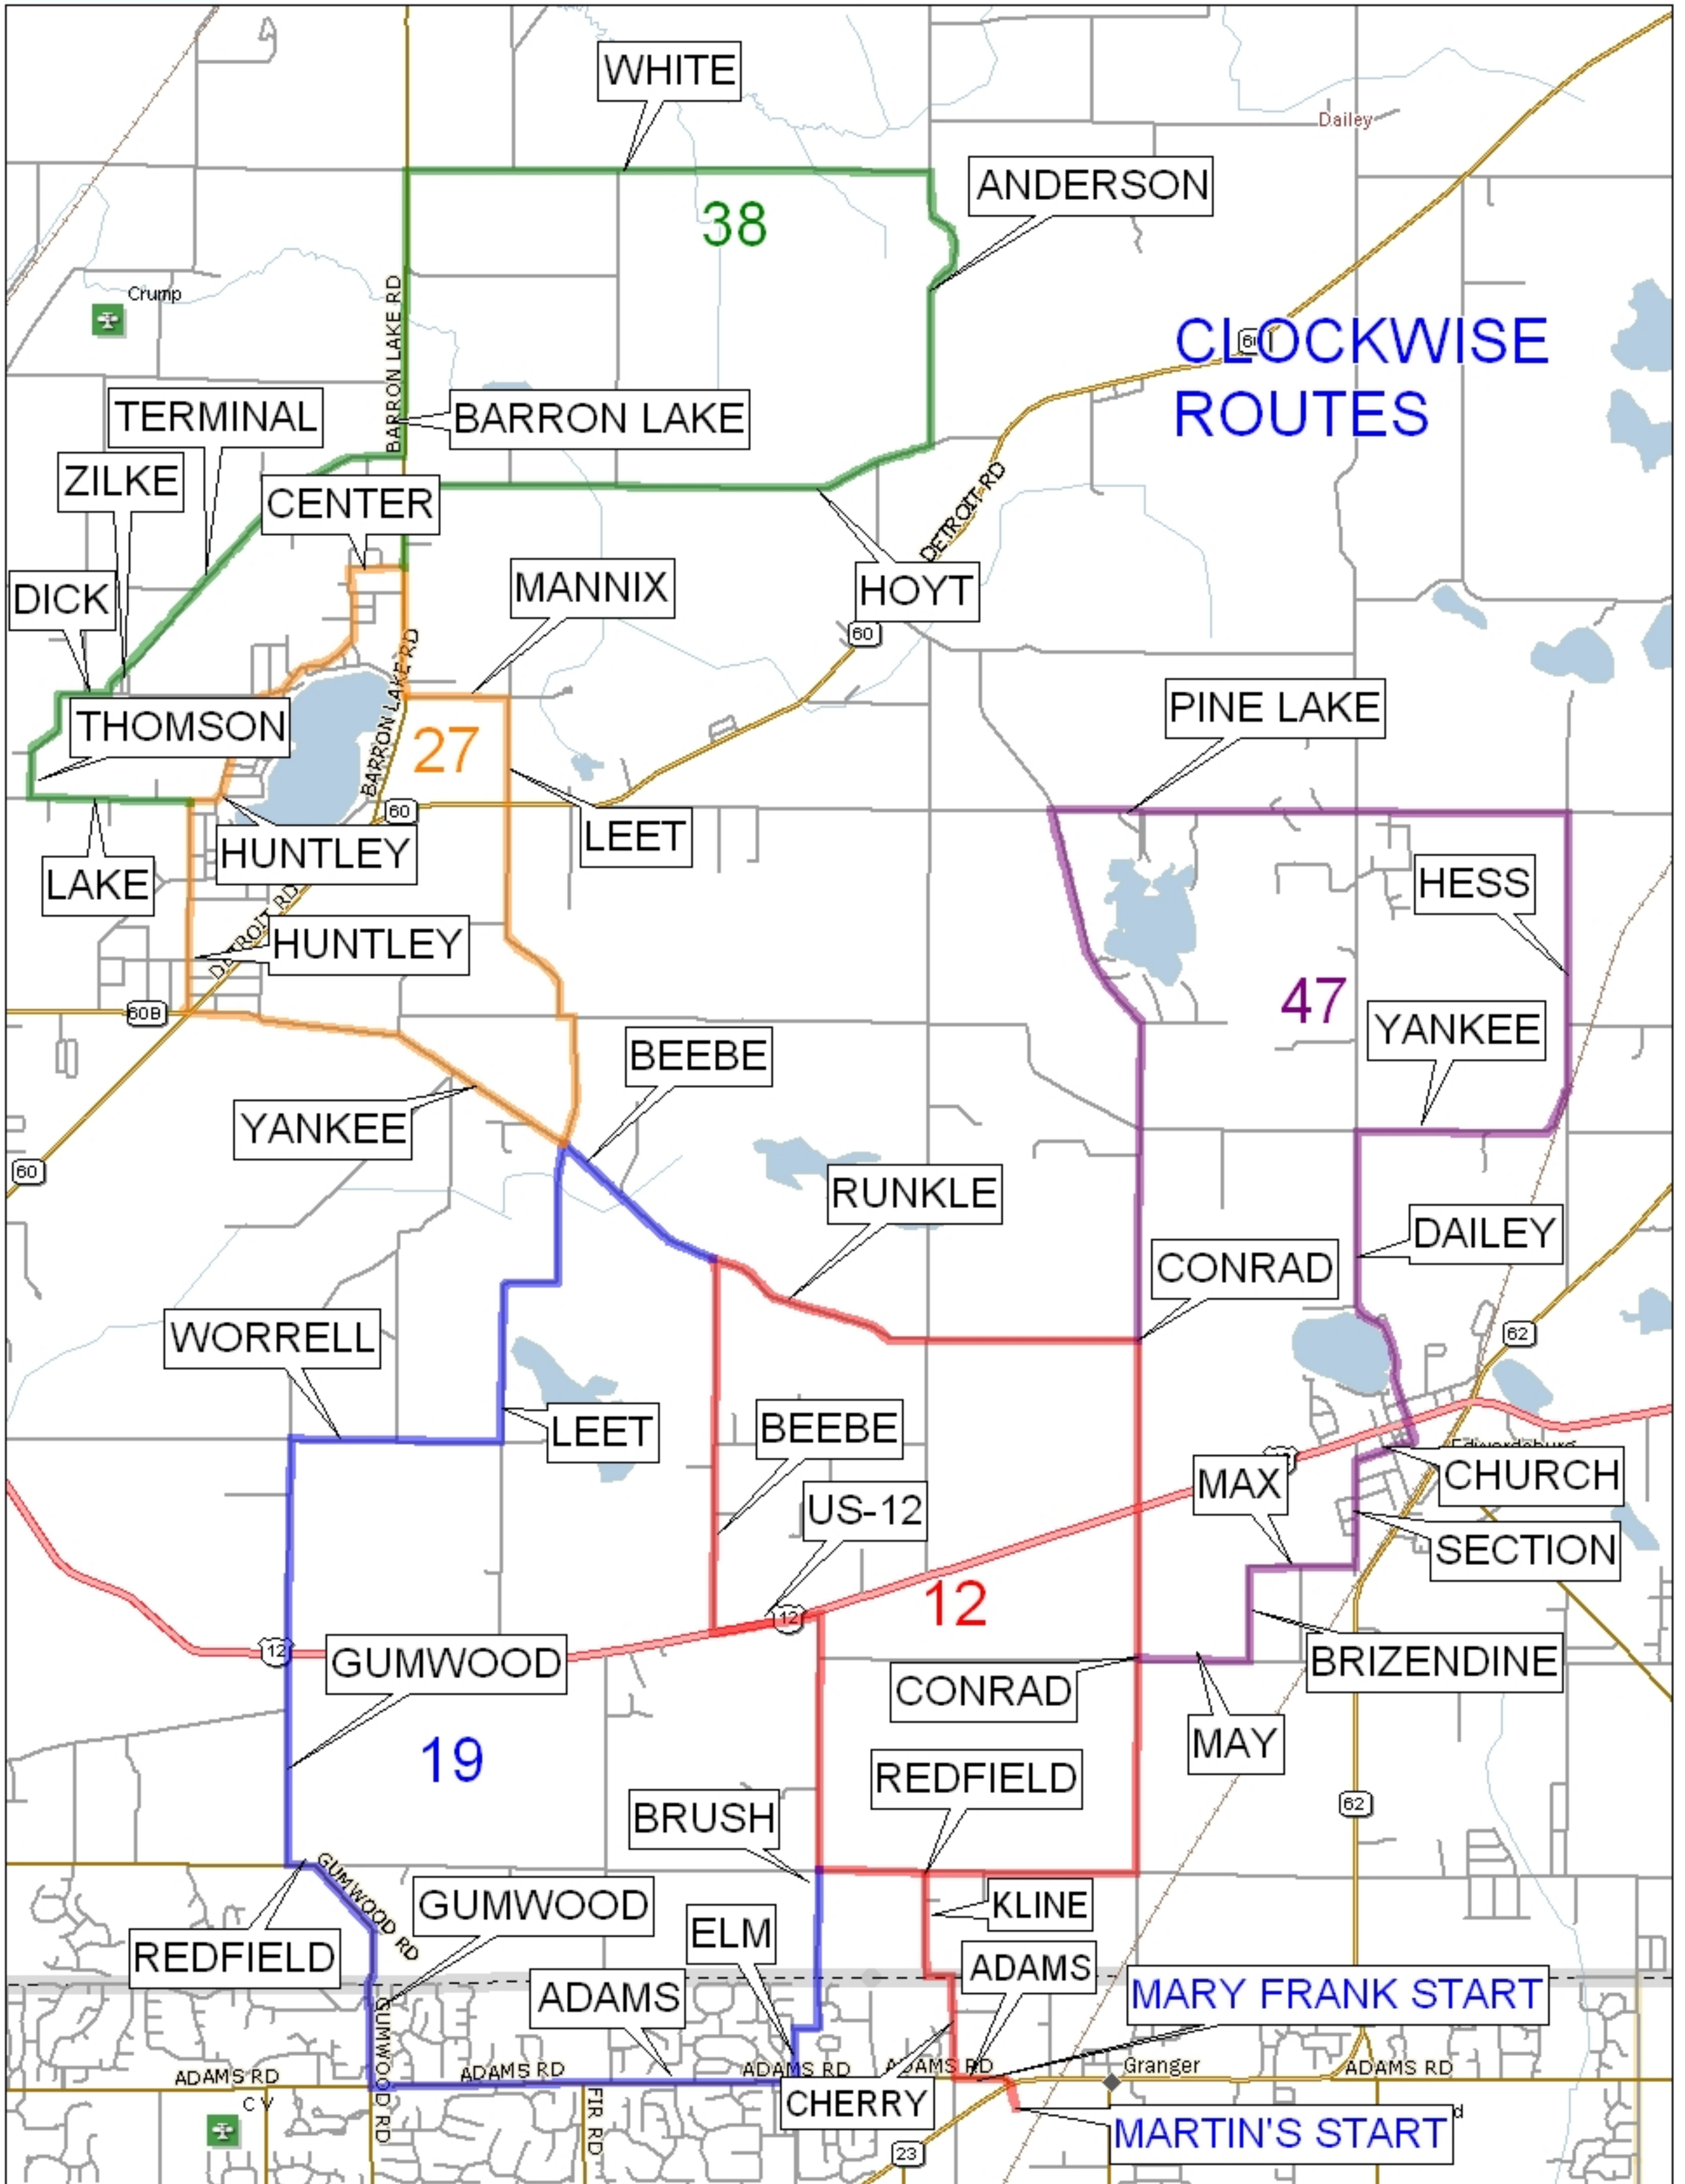 WHITE
Dailey
ANDERSON
38
Crump
BARRON LAKE RD
CLOCKWISE
ROUTES
TERMINAL
BARRON LAKE
ZILKE
CENTER
DETROIT RD
DICK
MANNIX
HOYT
60
BARRON LAKE RD
THOMSON
27
PINE LAKE
60
LEET
HUNTLEY
LAKE
HESS
DETROIT RD
HUNTLEY
47
60B
YANKEE
BEEBE
YANKEE
60
RUNKLE
DAILEY
CONRAD
WORRELL
62
LEET
BEEBE
Edwardsburg
MAX
CHURCH
US-12
SECTION
12
12
12
GUMWOOD
BRIZENDINE
CONRAD
MAY
19
REDFIELD
BRUSH
62
GUMWOOD RD
GUMWOOD
KLINE
ELM
REDFIELD
ADAMS
ADAMS
MARY FRANK START
GUMWOOD RD
ADAMS RD
ADAMS RD
ADAMS RD
ADAMS RD
Granger
ADAMS RD
C V
FIR RD
CHERRY
MARTIN'S START
23